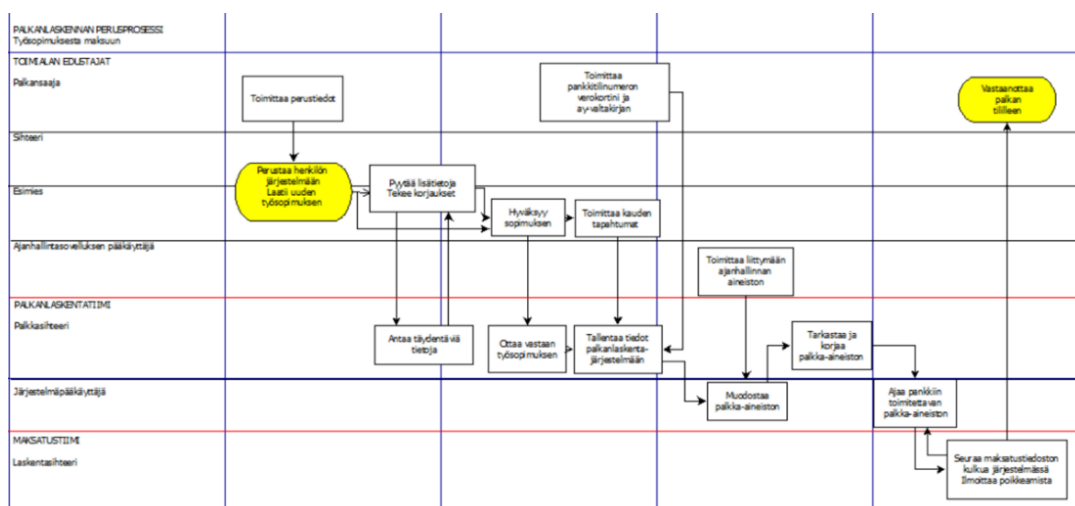 PALKANLASKENNAN PERUSPROSESSI
Työsopimuksesta maksuun
TOIMIALAN EDUSTAJAT
Palkansaaja
Toimittaa perustiedot
Toimittaa
pankkitilinumeron
verokortini ja
ay-valtakirjan
Vastaanottaa
palkan
tililleen
Sihteeri
Perustaa henkilön
järjestelmään
Laatii uuden
työsopimuksen
Pyytää lisätietoja
Tekee korjaukset
Esimies
Hyväksyy
sopimuksen
Toimittaa kauden
tapahtumat
Ajanhallintasovelluksen pääkäyttäjä
Toimittaa liittymään
ajanhallinnan
aineiston
PALKANLASKENTATIIMI
Palkkasihteeri
Antaa täydentäviä
tietoja
Ottaa vastaan
työsopimuksen
Tallentaa tiedot
palkanlaskenta-
järjestelmään
Tarkastaa ja
korjaa
palkka-aineiston
Järjestelmäpääkäyttäjä
Muodostaa
palkka-aineiston
Ajaa pankkiin
toimitettavan
palkka-aineiston
MAKSATUSTIIMI
Laskentasihteeri
Seuraa maksatustiedoston
kulkua järjestelmässä
Ilmoittaa poikkeamista